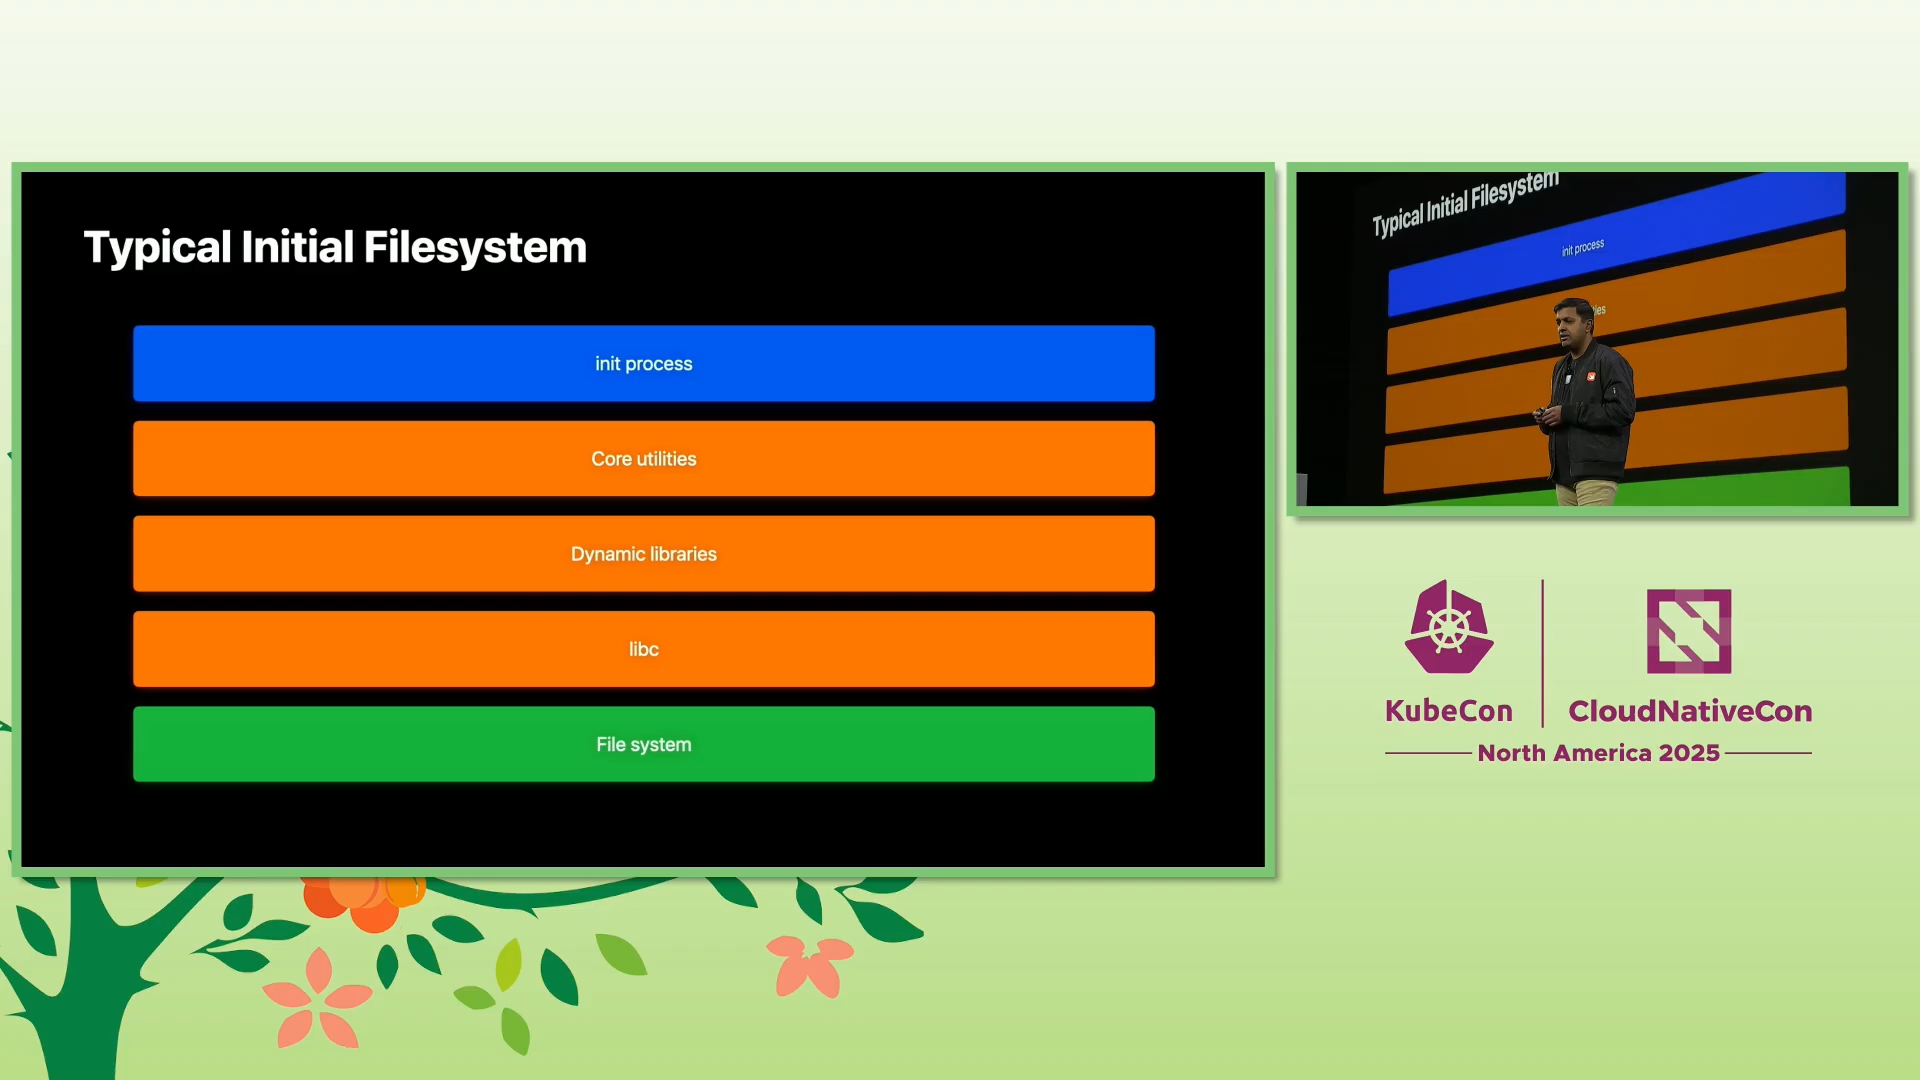 Typical Initial Filesystem
init process
Core utilities
Dynamic libraries
libc
File system
Typical Initial Filesystem
init process
KubeCon
CloudNativeCon
North America 2025